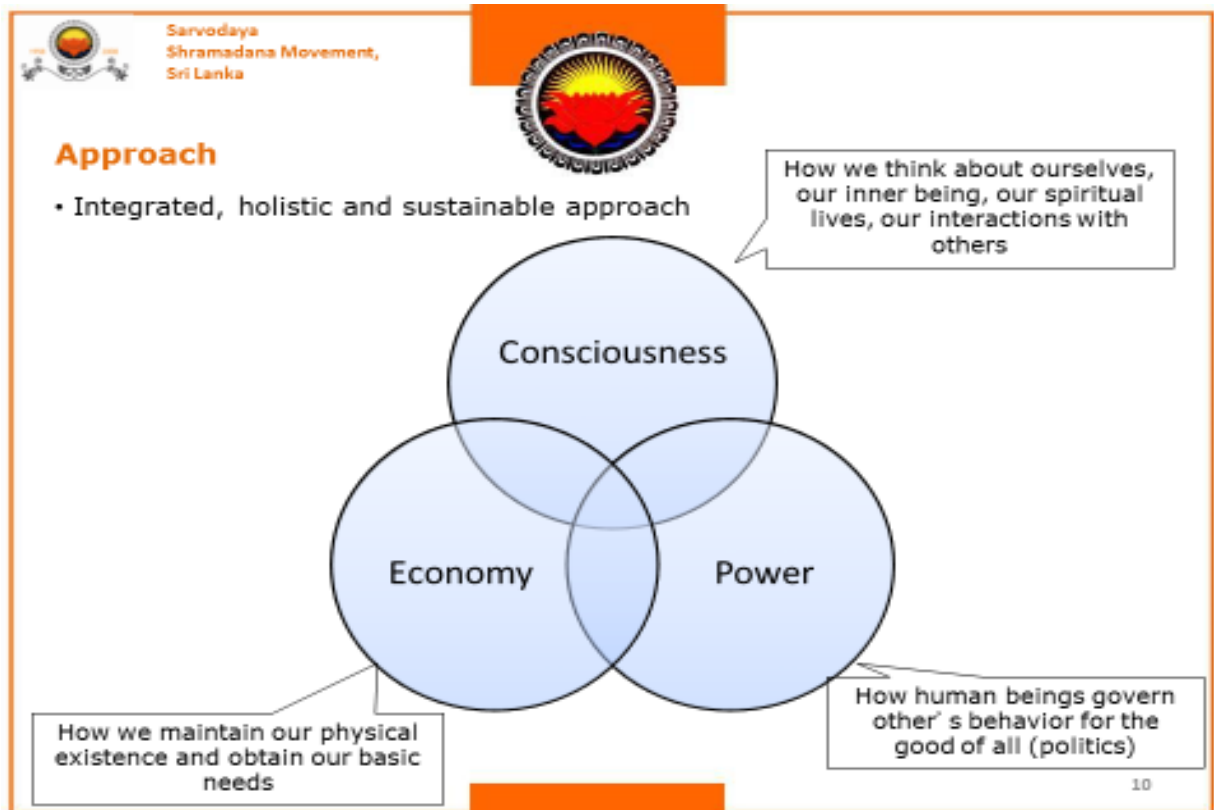 Sarvodaya
Shramadana Movement,
Sri Lanka
Approach
• Integrated, holistic and sustainable approach
How we think about ourselves,
our inner being, our spiritual
lives, our interactions with
others
Consciousness
Economy
Power
How we maintain our physical
existence and obtain our basic
needs
How human beings govern
other's behavior for the
good of all (politics)
10